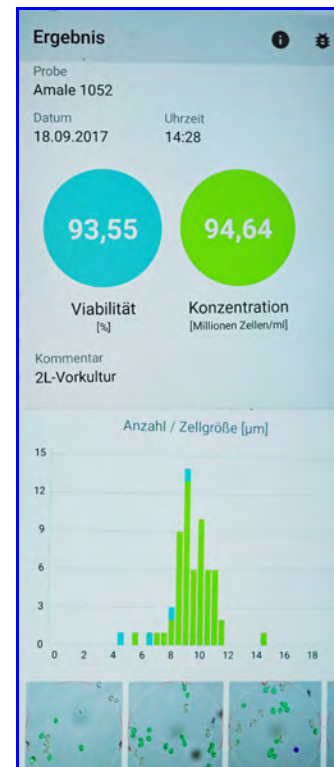 Ergebnis
Probe
Amale 1052
Datum Uhrzeit
18.09.2017 14:28
93,55 94,64
Viabilität Konzentration
[%] [Millionen Zellen/ml]
Kommentar
2L-Vorkultur
Anzahl / Zellgröße [µm]
15
12
9
6
3
0
0 2 4 6 8 10 12 14 16 18